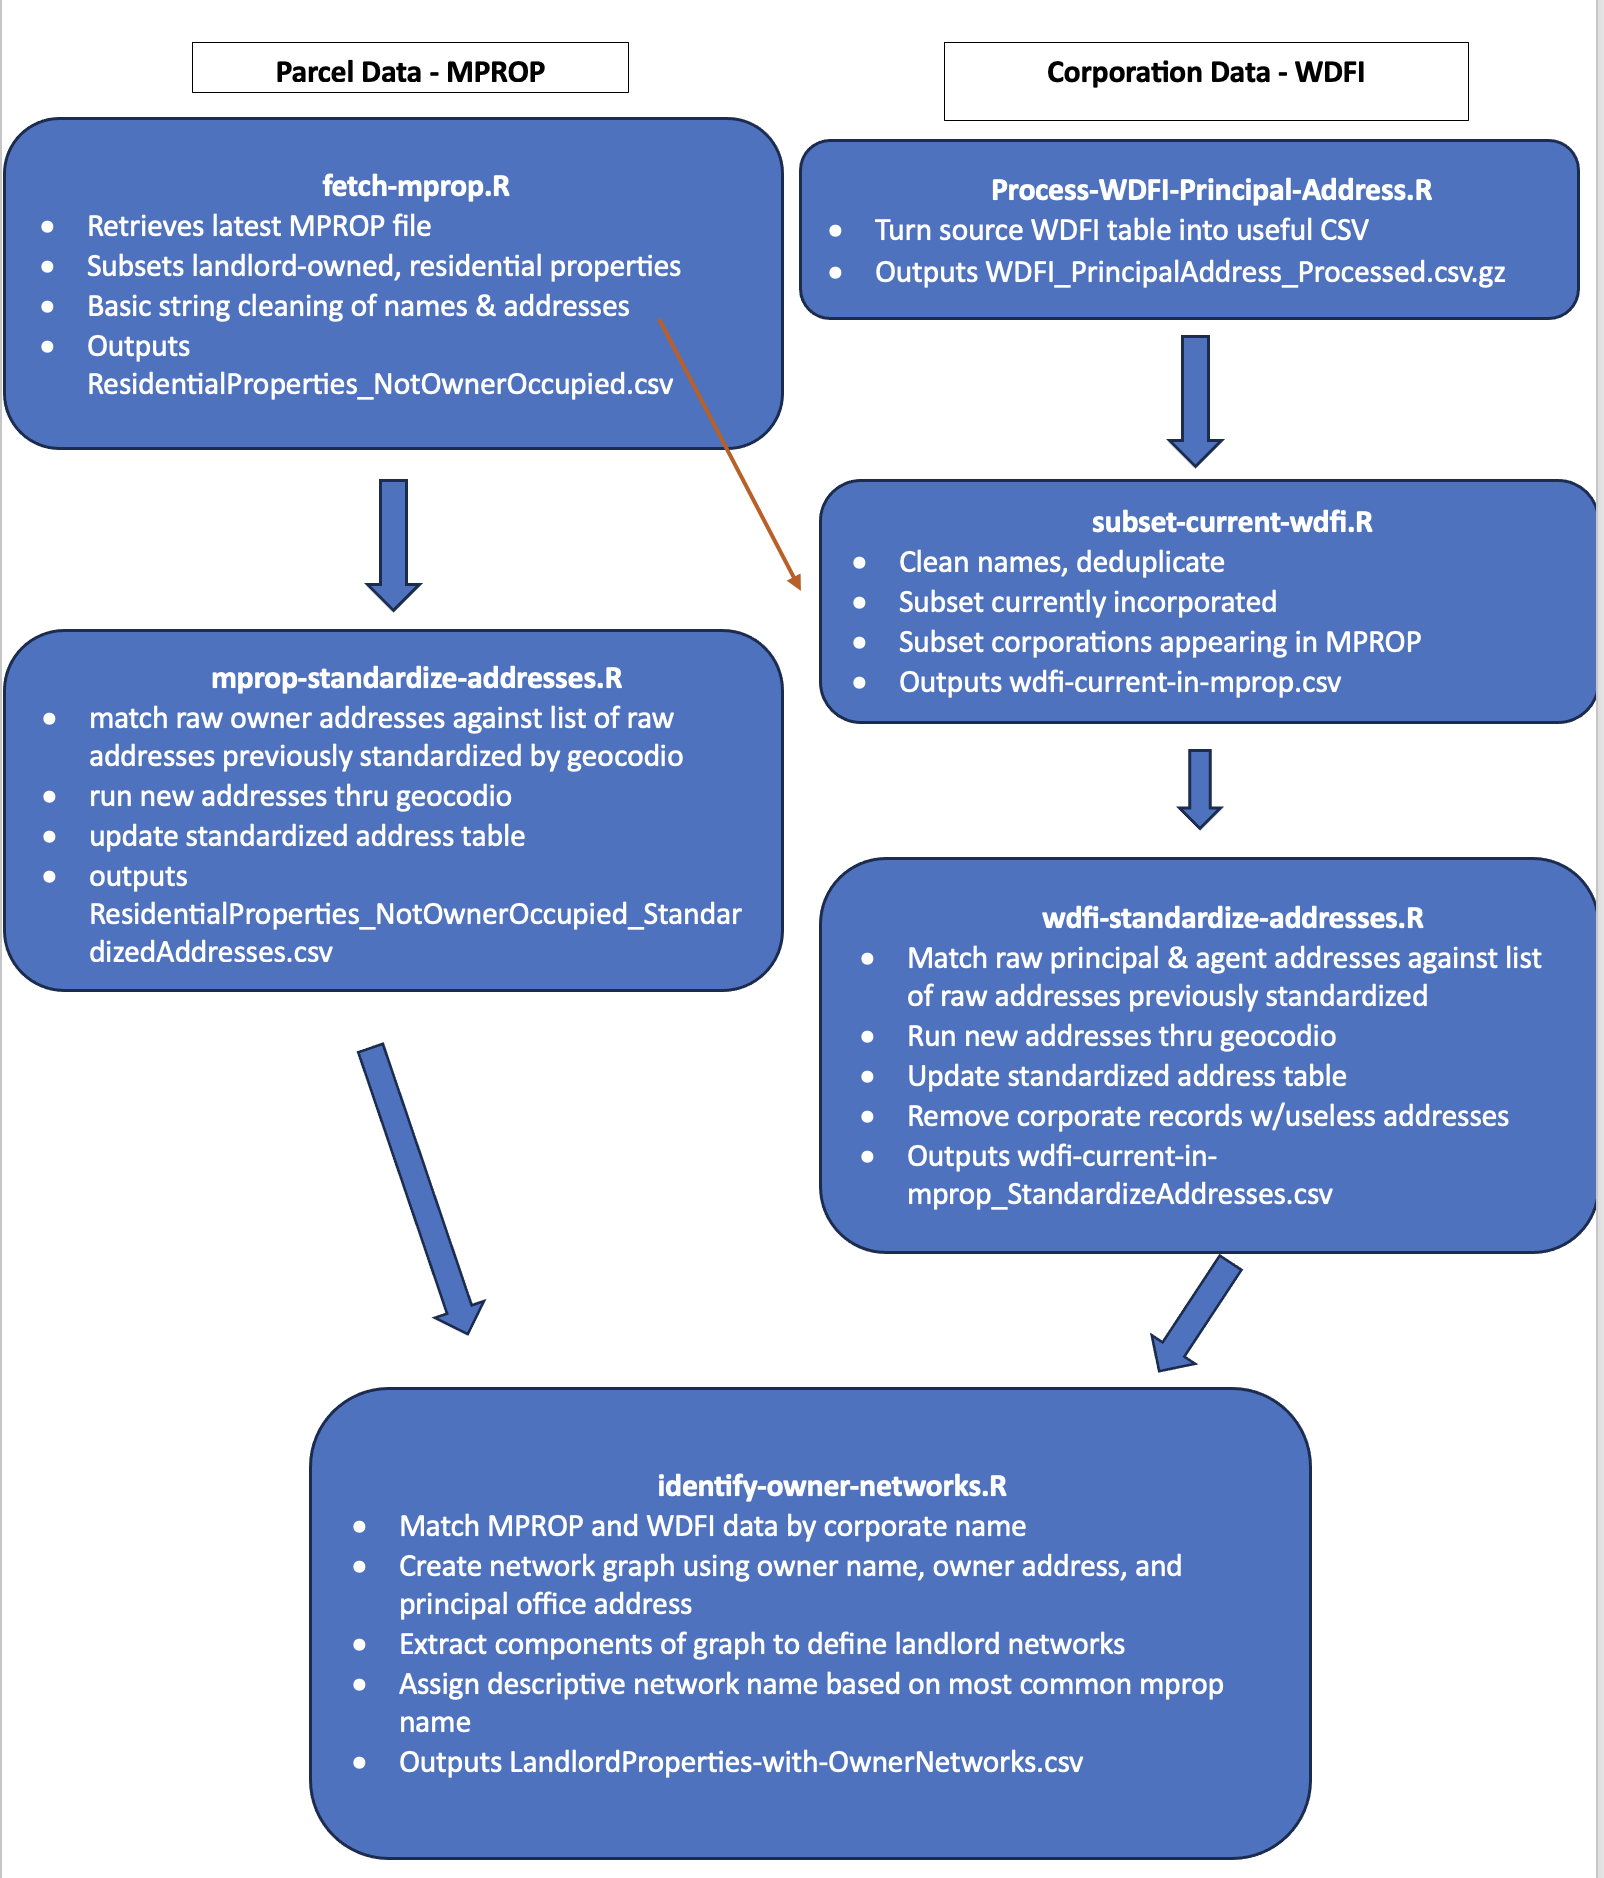 Parcel Data - MPROP
fetch-mprop.R
• Retrieves latest MPROP file
• Subsets landlord-owned, residential properties
• Basic string cleaning of names & addresses
• Outputs
ResidentialProperties_NotOwnerOccupied.csv
mprop-standardize-addresses.R
• match raw owner addresses against list of raw
addresses previously standardized by geocodio
• run new addresses thru geocodio
• update standardized address table
• outputs
ResidentialProperties_NotOwnerOccupied_Standar
dizedAddresses.csv
Corporation Data - WDFI
Process-WDFI-Principal-Address.R
• Turn source WDFI table into useful CSV
• Outputs WDFI_PrincipalAddress_Processed.csv.gz
subset-current-wdfi.R
• Clean names, deduplicate
• Subset currently incorporated
• Subset corporations appearing in MPROP
• Outputs wdfi-current-in-mprop.csv
wdfi-standardize-addresses.R
• Match raw principal & agent addresses against list
of raw addresses previously standardized
• Run new addresses thru geocodio
• Update standardized address table
• Remove corporate records w/useless addresses
• Outputs wdfi-current-in-
mprop_StandardizeAddresses.csv
identify-owner-networks.R
• Match MPROP and WDFI data by corporate name
• Create network graph using owner name, owner address, and
principal office address
• Extract components of graph to define landlord networks
• Assign descriptive network name based on most common mprop
name
• Outputs LandlordProperties-with-OwnerNetworks.csv